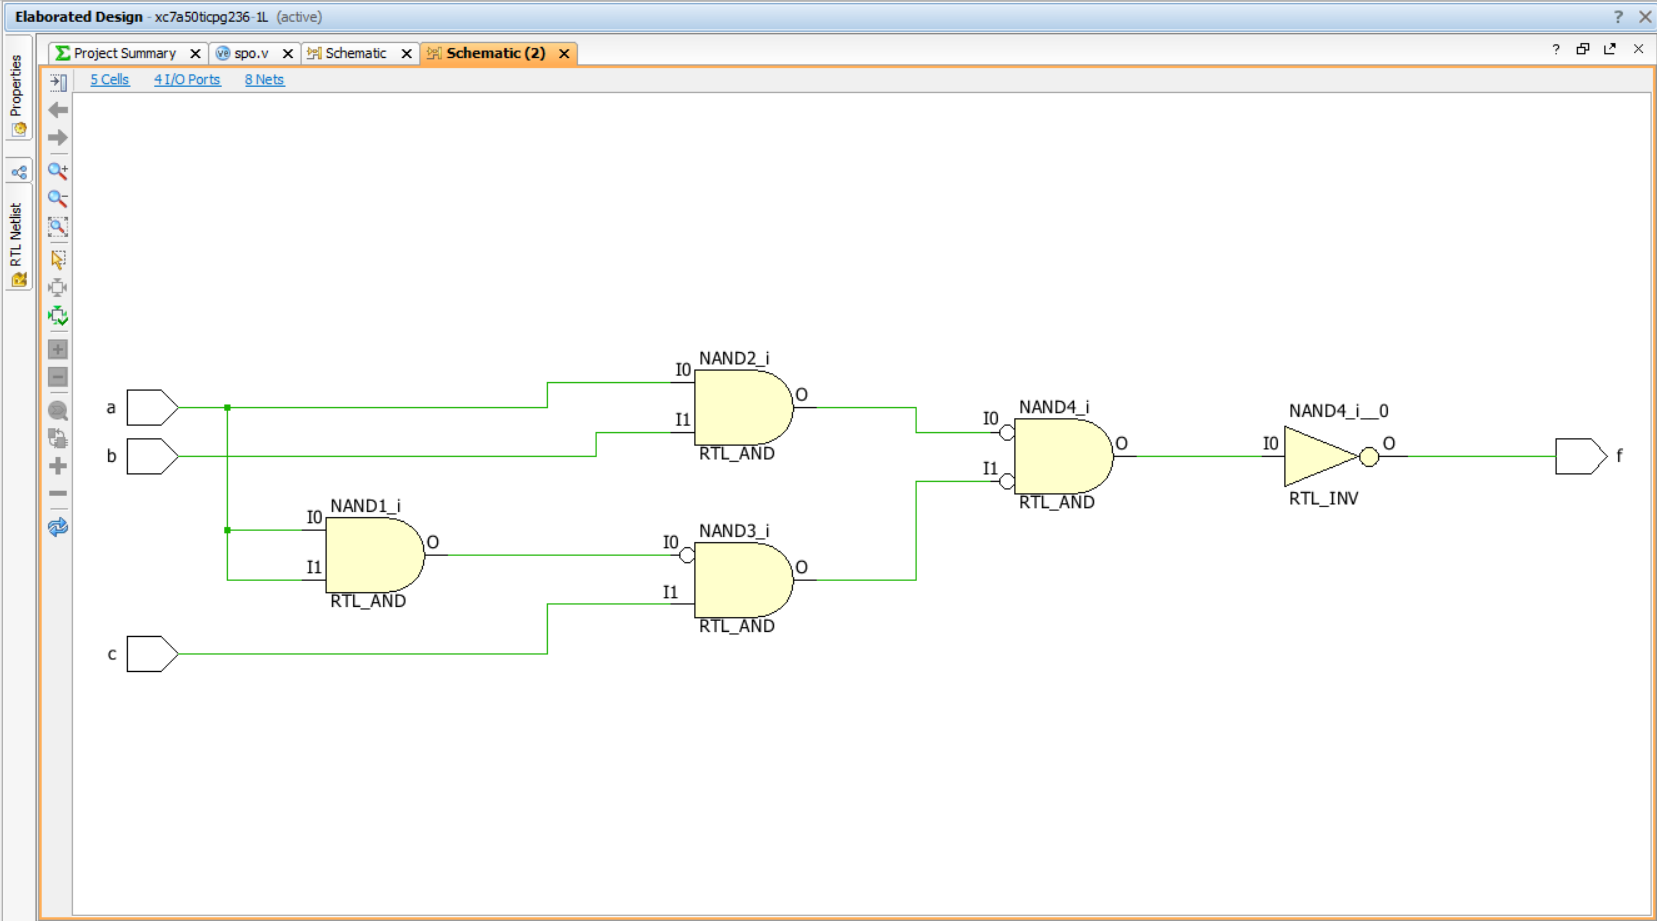 Elaborated Design - xc7a50ticpg236-1L (active)
Project Summary
spo.v
Schematic
Schematic (2)
5 Cells
4 I/O Ports
8 Nets
Properties
RTL Netlist
a
b
c
NAND1_i
I0
I1
O
RTL_AND
NAND2_i
I0
I1
O
RTL_AND
NAND3_i
I0
I1
O
RTL_AND
NAND4_i
I0
I1
O
RTL_AND
NAND4_i__0
I0
O
RTL_INV
f